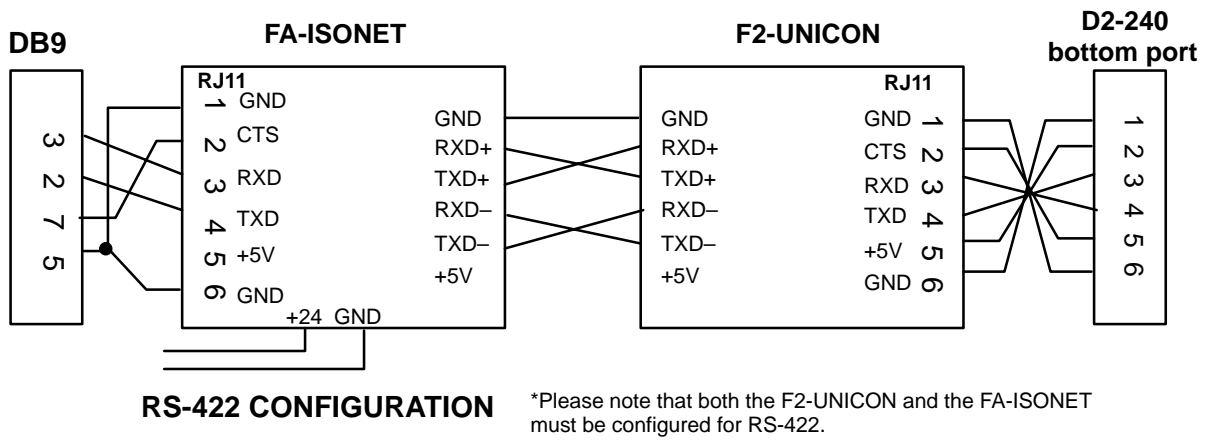 DB9
FA-ISONET
F2-UNICON
D2-240
bottom port
3
2
7
5
RJ11
1 GND
2 CTS
3 RXD
4 TXD
5 +5V
6 GND
+24 GND
GND
RXD+
TXD+
RXD–
TXD–
+5V
GND
RXD+
TXD+
RXD–
TXD–
+5V
RJ11
GND 1
CTS 2
RXD 3
TXD 4
+5V 5
GND 6
1
2
3
4
5
6
RS-422 CONFIGURATION
*Please note that both the F2-UNICON and the FA-ISONET
must be configured for RS-422.